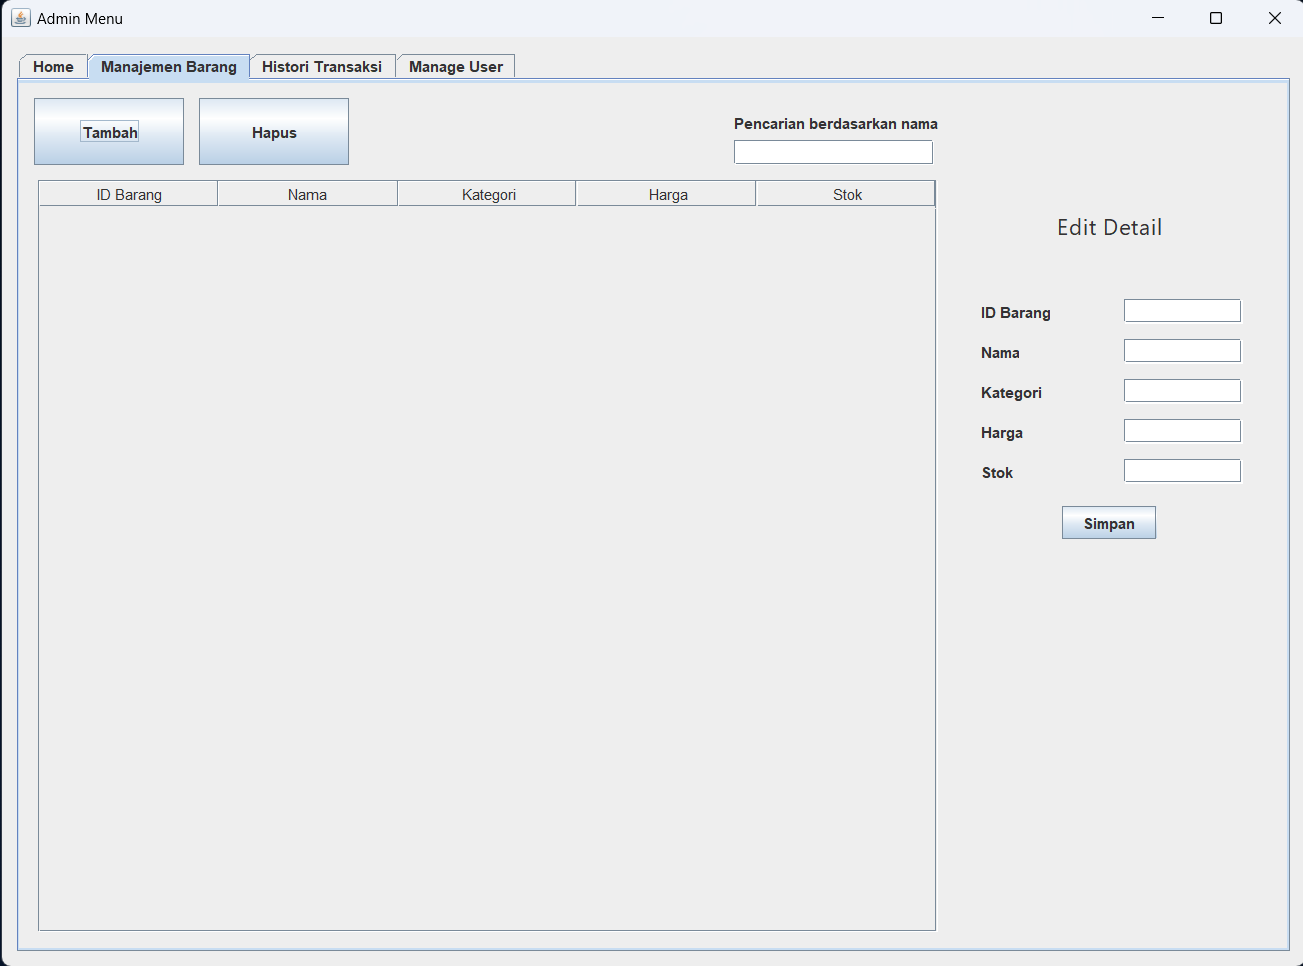 Admin Menu
Home Manajemen Barang Histori Transaksi Manage User
Tambah Hapus
Pencarian berdasarkan nama
ID Barang Nama Kategori Harga Stok
Edit Detail
ID Barang
Nama
Kategori
Harga
Stok
Simpan